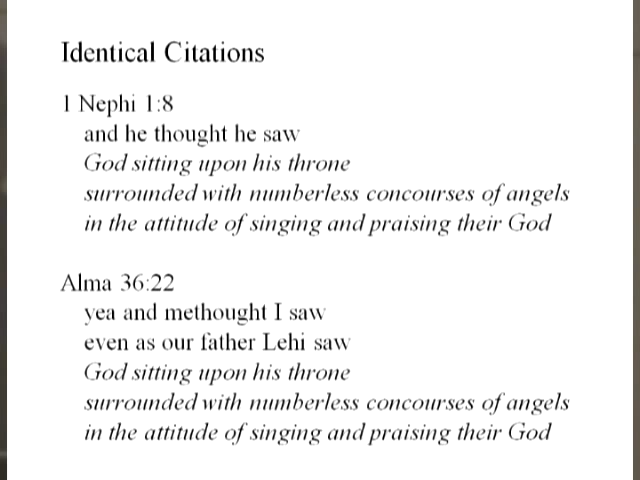 Identical Citations
1 Nephi 1:8
and he thought he saw
God sitting upon his throne
surrounded with numberless concourses of angels
in the attitude of singing and praising their God
Alma 36:22
yea and methought I saw
even as our father Lehi saw
God sitting upon his throne
surrounded with numberless concourses of angels
in the attitude of singing and praising their God